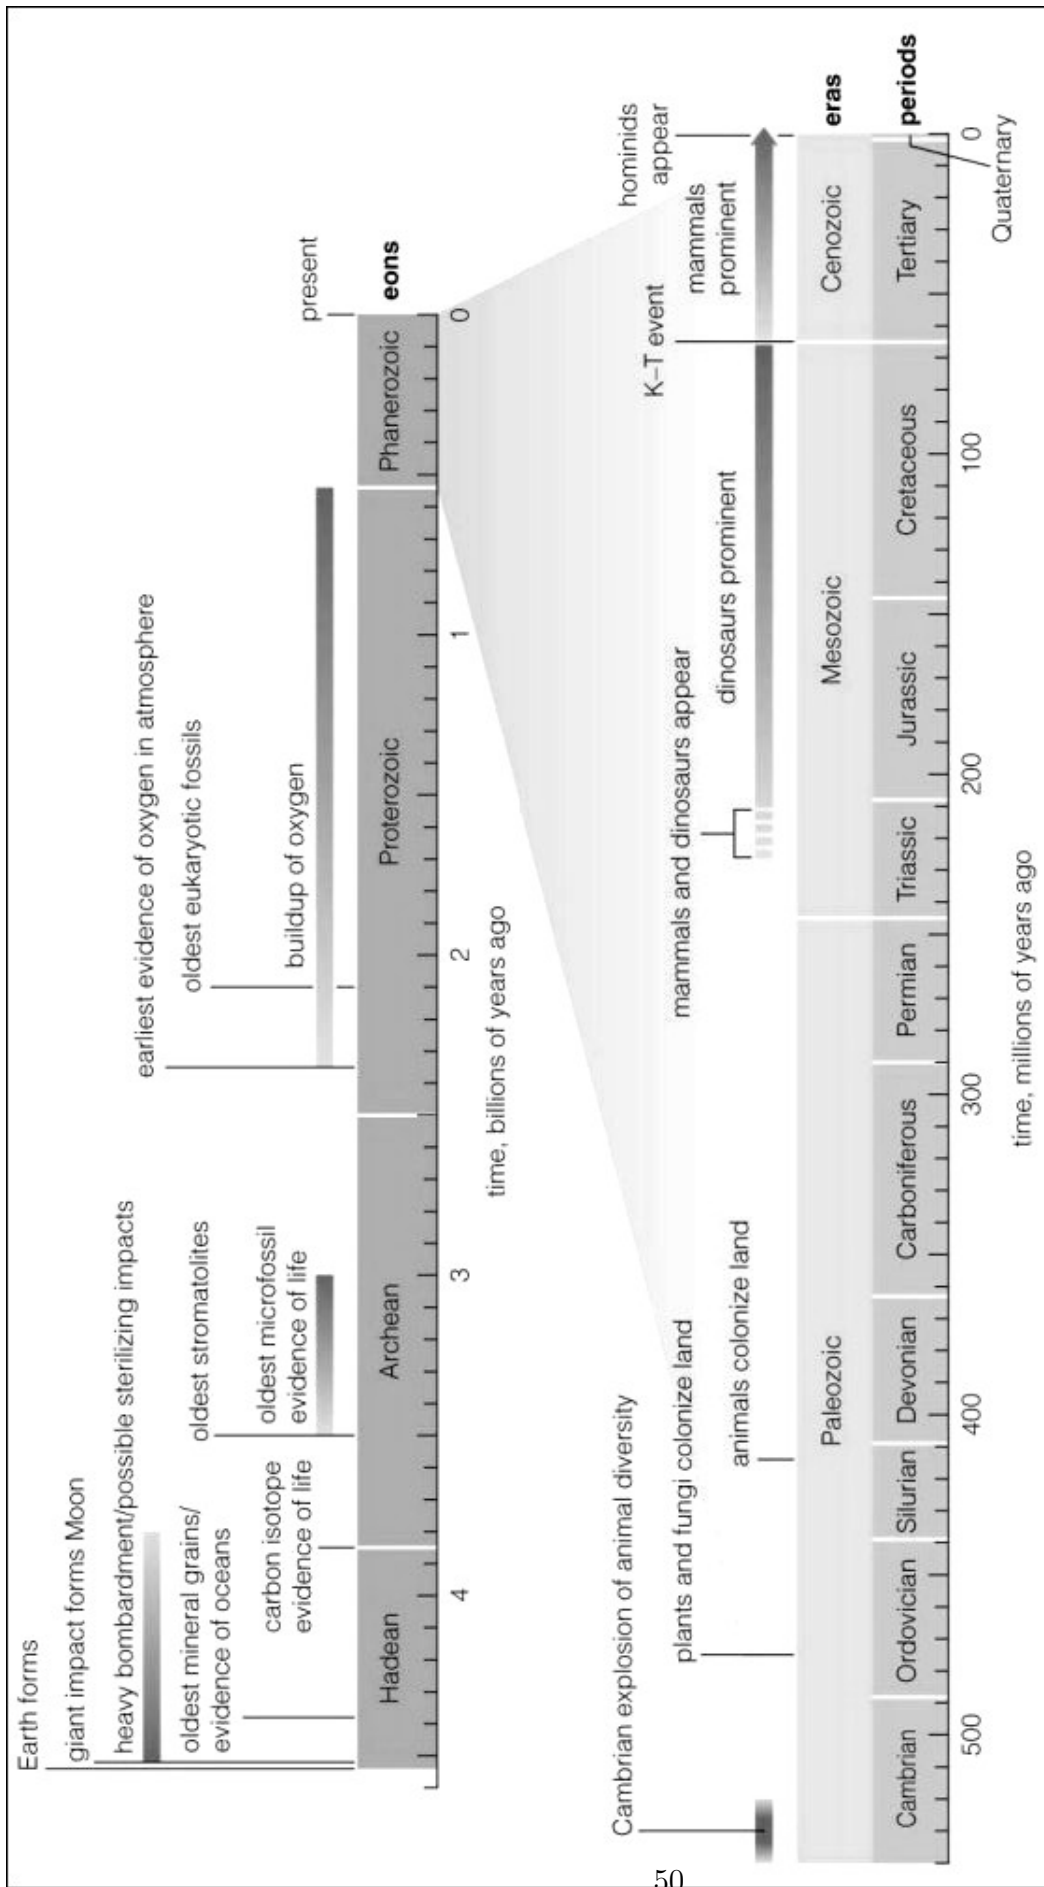 Earth forms
giant impact forms Moon
heavy bombardment/possible sterilizing impacts
oldest mineral grains/
evidence of oceans
carbon isotope
evidence of life
oldest stromatolites
oldest microfossil
evidence of life
earliest evidence of oxygen in atmosphere
oldest eukaryotic fossils
buildup of oxygen
present
eons
Hadean
Archean
Proterozoic
Phanerozoic
4
3
2
1
0
time, billions of years ago
Cambrian explosion of animal diversity
plants and fungi colonize land
animals colonize land
mammals and dinosaurs appear
dinosaurs prominent
K–T event
mammals
prominent
hominids
appear
eras
Paleozoic
Mesozoic
Cenozoic
periods
Cambrian
Ordovician
Silurian
Devonian
Carboniferous
Permian
Triassic
Jurassic
Cretaceous
Tertiary
Quaternary
500
400
300
200
100
0
time, millions of years ago
50